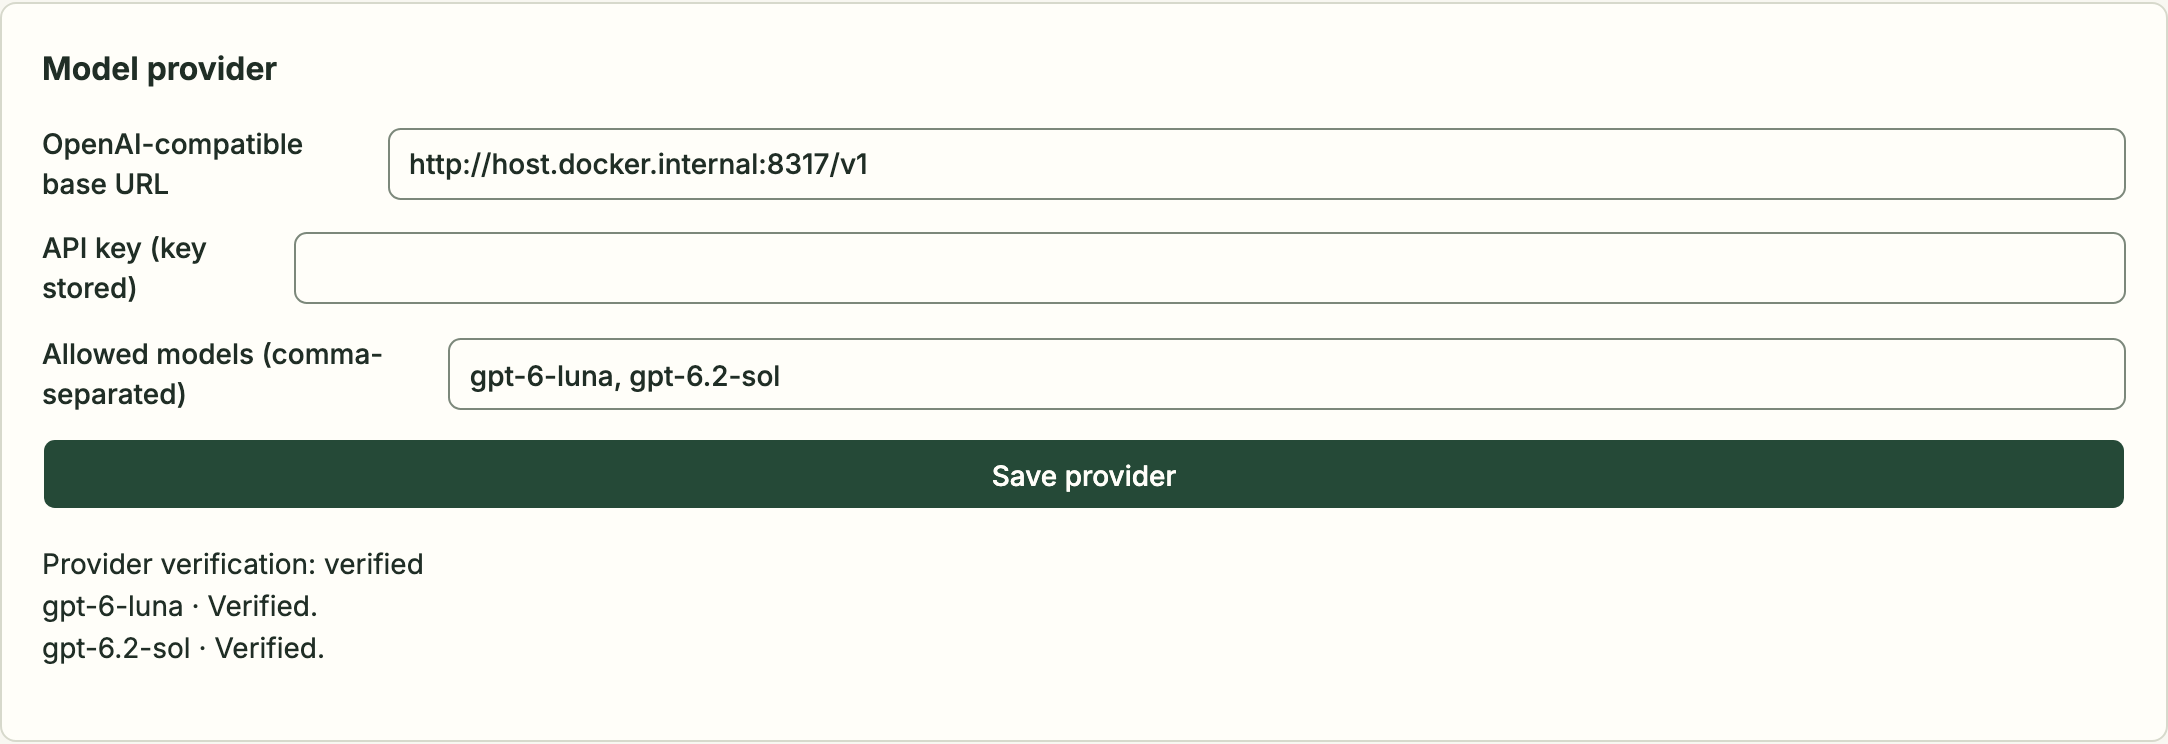 Model provider
OpenAI-compatible
base URL
http://host.docker.internal:8317/v1
API key (key
stored)
Allowed models (comma-
separated)
gpt-6-luna, gpt-6.2-sol
Save provider
Provider verification: verified
gpt-6-luna · Verified.
gpt-6.2-sol · Verified.